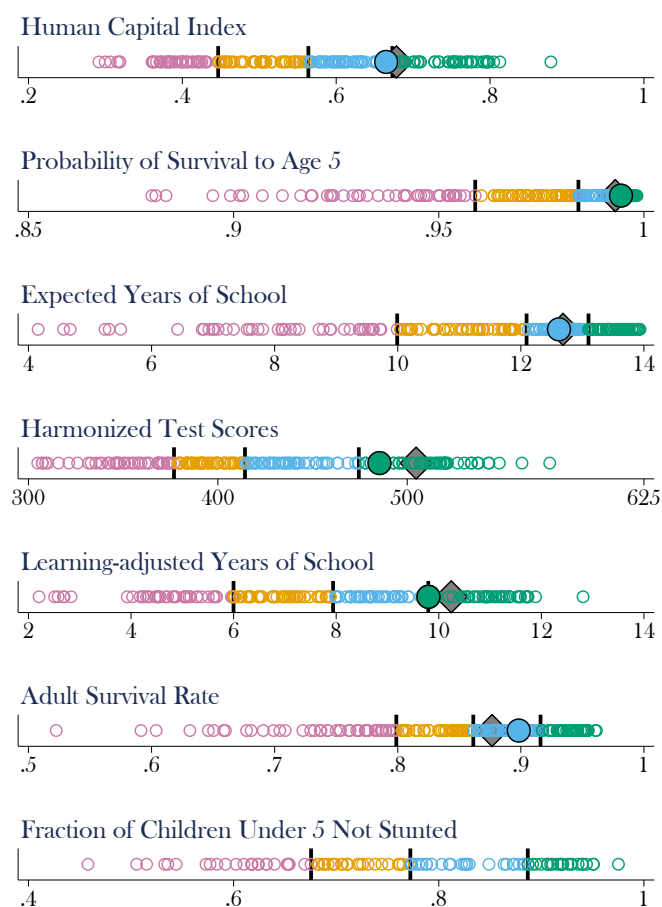 Human Capital Index
.2 .4 .6 .8 1
Probability of Survival to Age 5
.85 .9 .95 1
Expected Years of School
4 6 8 10 12 14
Harmonized Test Scores
300 400 500 625
Learning-adjusted Years of School
2 4 6 8 10 12 14
Adult Survival Rate
.5 .6 .7 .8 .9 1
Fraction of Children Under 5 Not Stunted
.4 .6 .8 1